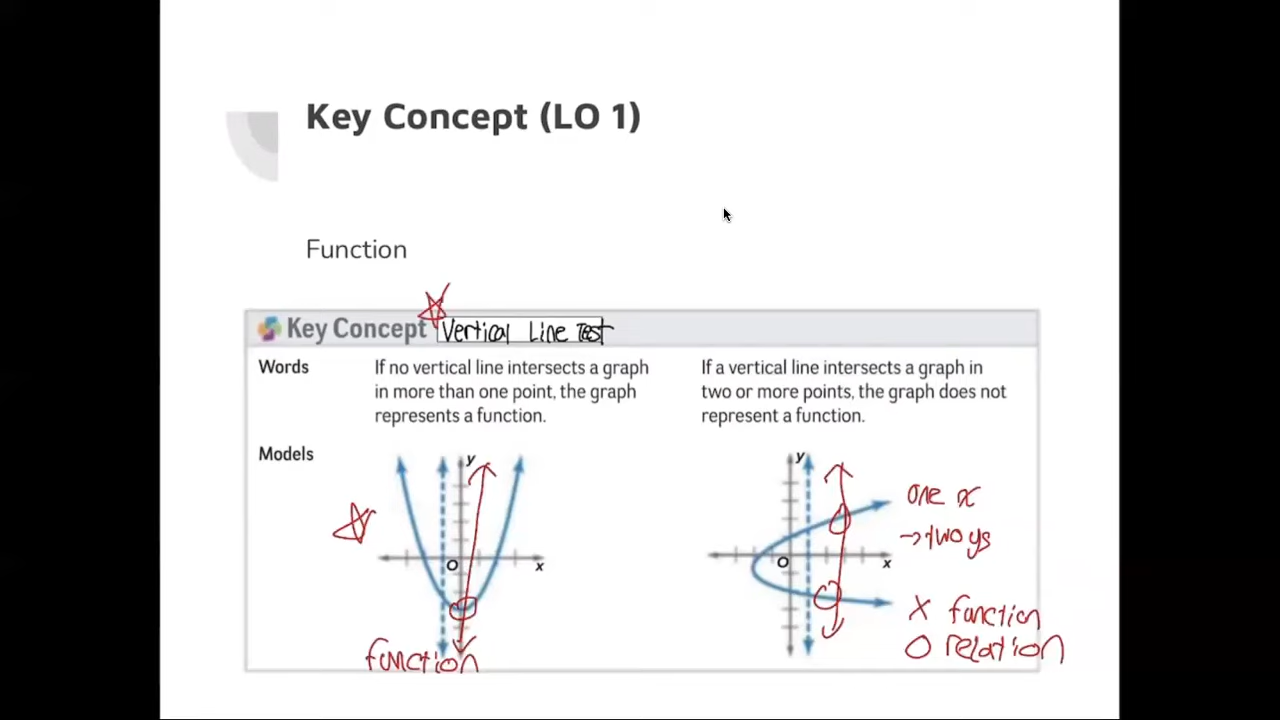 Key Concept (LO 1)
Function
Key Concept Vertical Line Test
Words
If no vertical line intersects a graph
in more than one point, the graph
represents a function.
If a vertical line intersects a graph in
two or more points, the graph does not
represent a function.
Models
y
O
x
function
y
O
x
one x
→two ys
X function
O relation